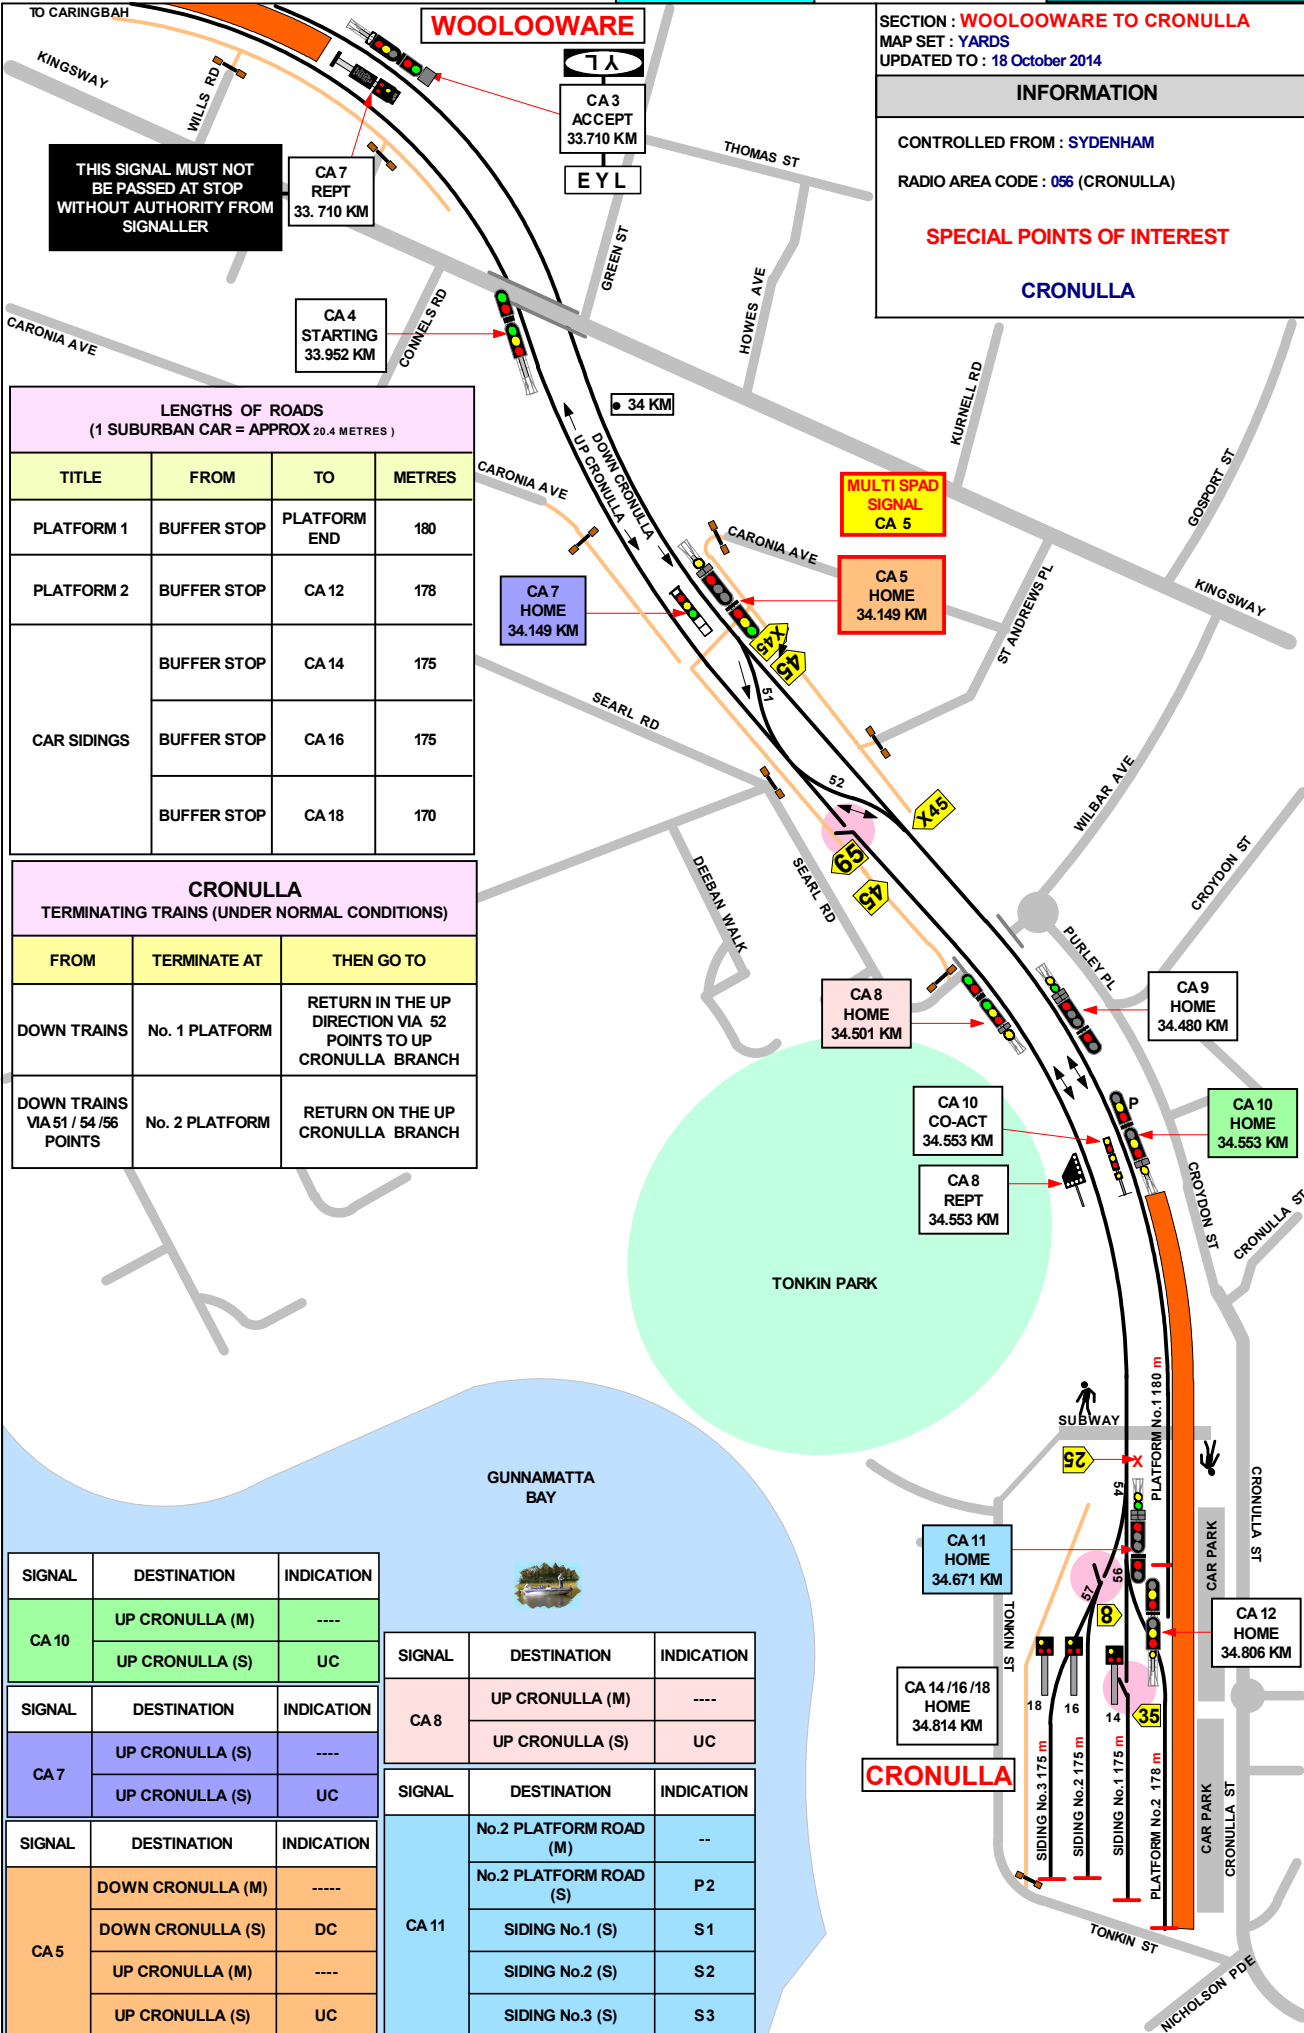 TO CARINGBAH
WOOLOOWARE
SECTION : WOOLOOWARE TO CRONULLA
MAP SET : YARDS
UPDATED TO : 18 October 2014
INFORMATION
CONTROLLED FROM : SYDENHAM
RADIO AREA CODE : 056 (CRONULLA)
SPECIAL POINTS OF INTEREST
CRONULLA
KINGSWAY
WILLS RD
YL
CA 3
ACCEPT
33.710 KM
EYL
THIS SIGNAL MUST NOT
BE PASSED AT STOP
WITHOUT AUTHORITY FROM
SIGNALLER
CA 7
REPT
33. 710 KM
THOMAS ST
GREEN ST
HOWES AVE
CARONIA AVE
CONNELS RD
CA 4
STARTING
33.952 KM
34 KM
KURNELL RD
GOSPORT ST
LENGTHS OF ROADS
(1 SUBURBAN CAR = APPROX 20.4 METRES )
TITLE FROM TO METRES
PLATFORM 1 BUFFER STOP PLATFORM END 180
PLATFORM 2 BUFFER STOP CA 12 178
CAR SIDINGS BUFFER STOP CA 14 175
BUFFER STOP CA 16 175
BUFFER STOP CA 18 170
DOWN CRONULLA
UP CRONULLA
CARONIA AVE
MULTI SPAD
SIGNAL
CA 5
CARONIA AVE
CA 7
HOME
34.149 KM
CA 5
HOME
34.149 KM
ST ANDREWS PL
KINGSWAY
X45
45
51
SEARL RD
52
X45
65
45
WILBAR AVE
CROYDON ST
DEEBAN WALK
SEARL RD
CRONULLA
TERMINATING TRAINS (UNDER NORMAL CONDITIONS)
FROM TERMINATE AT THEN GO TO
DOWN TRAINS No. 1 PLATFORM RETURN IN THE UP
DIRECTION VIA 52
POINTS TO UP
CRONULLA BRANCH
DOWN TRAINS
VIA 51 / 54 /56
POINTS
No. 2 PLATFORM
RETURN ON THE UP
CRONULLA BRANCH
PURLEY PL
CA 8
HOME
34.501 KM
CA 9
HOME
34.480 KM
CA 10
CO-ACT
34.553 KM
P
CA 10
HOME
34.553 KM
CA 8
REPT
34.553 KM
CROYDON ST
CRONULLA ST
TONKIN PARK
SUBWAY
PLATFORM No.1 180 m
25
X
54
GUNNAMATTA
BAY
CA 11
HOME
34.671 KM
56
57
8
CAR PARK
CRONULLA ST
TONKIN ST
CA 12
HOME
34.806 KM
CA 14 /16 /18
HOME
34.814 KM
18
16
14
35
CRONULLA
SIDING No.3 175 m
SIDING No.2 175 m
SIDING No.1 175 m
PLATFORM No.2 178 m
CAR PARK
CRONULLA ST
TONKIN ST
NICHOLSON PDE
SIGNAL DESTINATION INDICATION
CA 10 UP CRONULLA (M) ----
UP CRONULLA (S) UC
SIGNAL DESTINATION INDICATION
CA 7 UP CRONULLA (S) ----
UP CRONULLA (S) UC
SIGNAL DESTINATION INDICATION
CA 5 DOWN CRONULLA (M) -----
DOWN CRONULLA (S) DC
UP CRONULLA (M) ----
UP CRONULLA (S) UC
SIGNAL DESTINATION INDICATION
CA 8 UP CRONULLA (M) ----
UP CRONULLA (S) UC
SIGNAL DESTINATION INDICATION
CA 11 No.2 PLATFORM ROAD (M) --
No.2 PLATFORM ROAD (S) P2
SIDING No.1 (S) S1
SIDING No.2 (S) S2
SIDING No.3 (S) S3